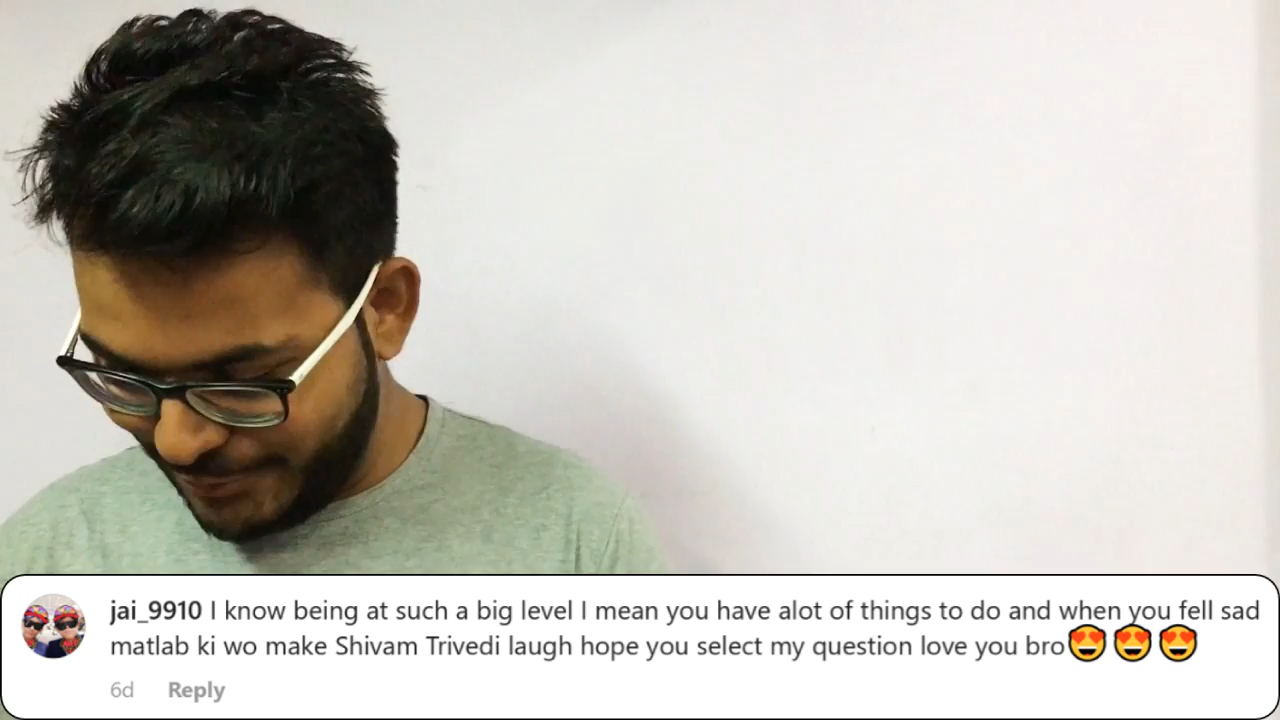 jai_9910 I know being at such a big level I mean you have alot of things to do and when you fell sad
matlab ki wo make Shivam Trivedi laugh hope you select my question love you bro😍😍😍
6d Reply